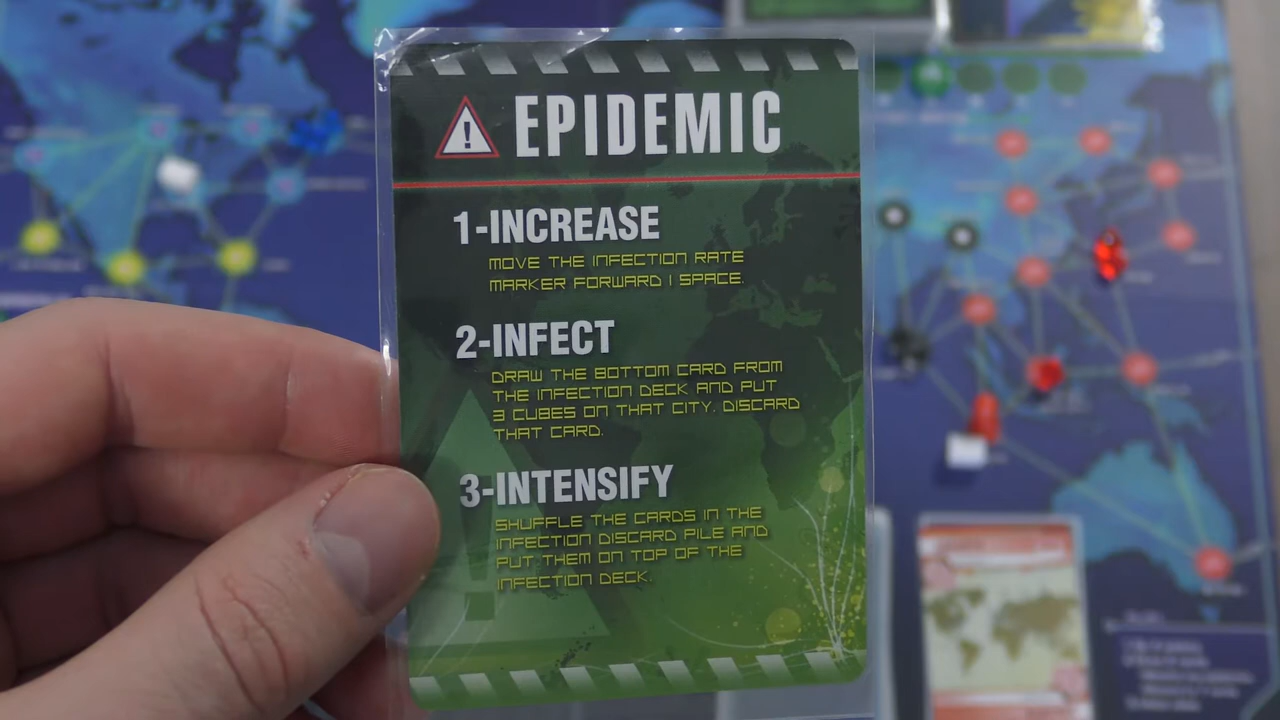 EPIDEMIC
1-INCREASE
MOVE THE INFECTION RATE
MARKER FORWARD 1 SPACE.
2-INFECT
DRAW THE BOTTOM CARD FROM
THE INFECTION DECK AND PUT
3 CUBES ON THAT CITY. DISCARD
THAT CARD.
3-INTENSIFY
SHUFFLE THE CARDS IN THE
INFECTION DISCARD PILE AND
PUT THEM ON TOP OF THE
INFECTION DECK.